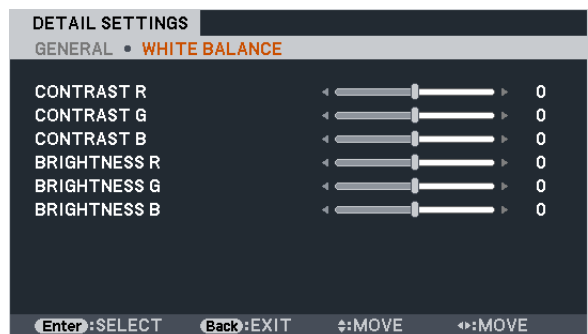 DETAIL SETTINGS
GENERAL • WHITE BALANCE
CONTRAST R 0
CONTRAST G 0
CONTRAST B 0
BRIGHTNESS R 0
BRIGHTNESS G 0
BRIGHTNESS B 0
Enter:SELECT Back:EXIT :MOVE :MOVE